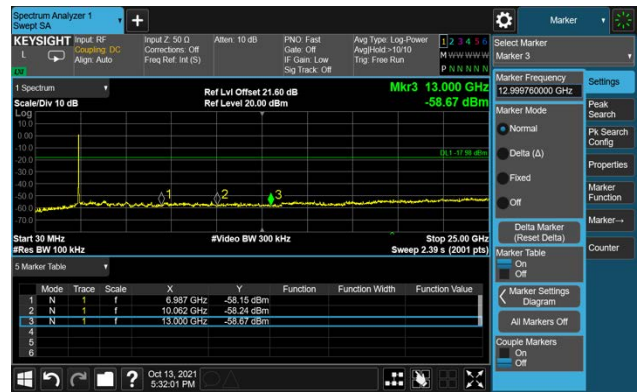 Spectrum Analyzer 1
Swept SA
Marker
KEYSIGHT
L
Input: RF
Coupling: DC
Align: Auto
Input Z: 50 Ω
Corrections: Off
Freq Ref: Int (S)
Atten: 10 dB
PNO: Fast
Gate: Off
IF Gain: Low
Sig Track: Off
Avg Type: Log-Power
Avg|Hold:>10/10
Trig: Free Run
1 2 3 4 5 6
M W W W W W
P N N N N N
Select Marker
Marker 3
1 Spectrum
Scale/Div 10 dB
Ref Lvl Offset 21.60 dB
Ref Level 20.00 dBm
Mkr3 13.000 GHz
-58.67 dBm
Log
10.0
0.00
-10.0
-20.0
-30.0
-40.0
-50.0
-60.0
-70.0
DL1 -17.98 dBm
1
2
3
Start 30 MHz
#Res BW 100 kHz
#Video BW 300 kHz
Stop 25.00 GHz
Sweep 2.39 s (2001 pts)
5 Marker Table
Mode Trace Scale X Y Function Function Width Function Value
1 N 1 f 6.987 GHz -58.15 dBm
2 N 1 f 10.062 GHz -58.24 dBm
3 N 1 f 13.000 GHz -58.67 dBm
4
5
6
Marker Frequency
12.999760000 GHz
Marker Mode
Normal
Delta (Δ)
Fixed
Off
Delta Marker
(Reset Delta)
Marker Table
On
Off
Marker Settings
Diagram
All Markers Off
Couple Markers
On
Off
Settings
Peak
Search
Pk Search
Config
Properties
Marker
Function
Marker→
Counter
Oct 13, 2021
5:32:01 PM